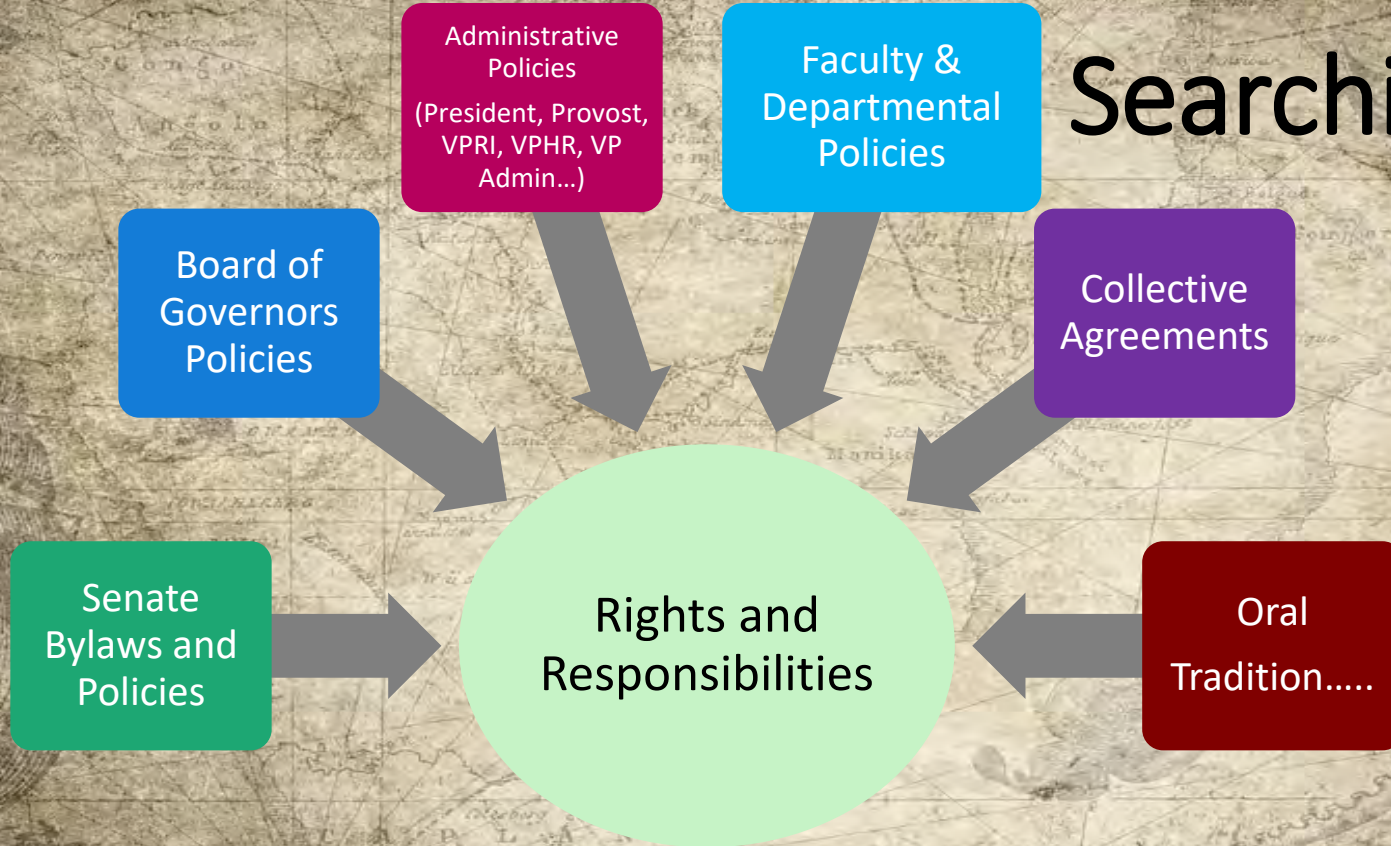 Searchi
Administrative
Policies
(President, Provost,
VPRI, VPHR, VP
Admin…)
Faculty &
Departmental
Policies
Board of
Governors
Policies
Collective
Agreements
Senate
Bylaws and
Policies
Rights and
Responsibilities
Oral
Tradition…..